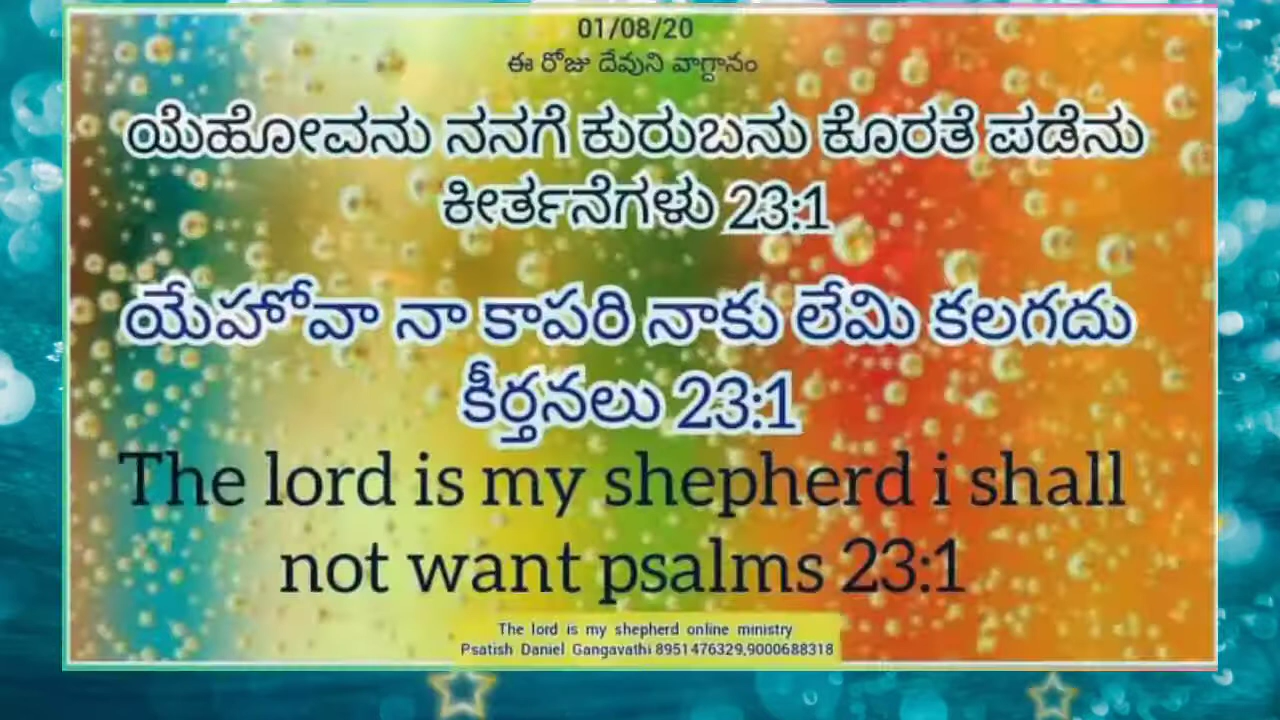 01/08/20
ఈ రోజు దేవుని వాగ్దానం
ಯೆಹೋವನು ನನಗೆ ಕುರುಬನು ಕೊರತೆ ಪಡೆನು
ಕೀರ್ತನೆಗಳು 23:1
యేహోవా నా కాపరి నాకు లేమి కలగదు
కీర్తనలు 23:1
The lord is my shepherd i shall
not want psalms 23:1
The lord is my shepherd online ministry
Psatish Daniel Gangavathi 8951476329,9000688318